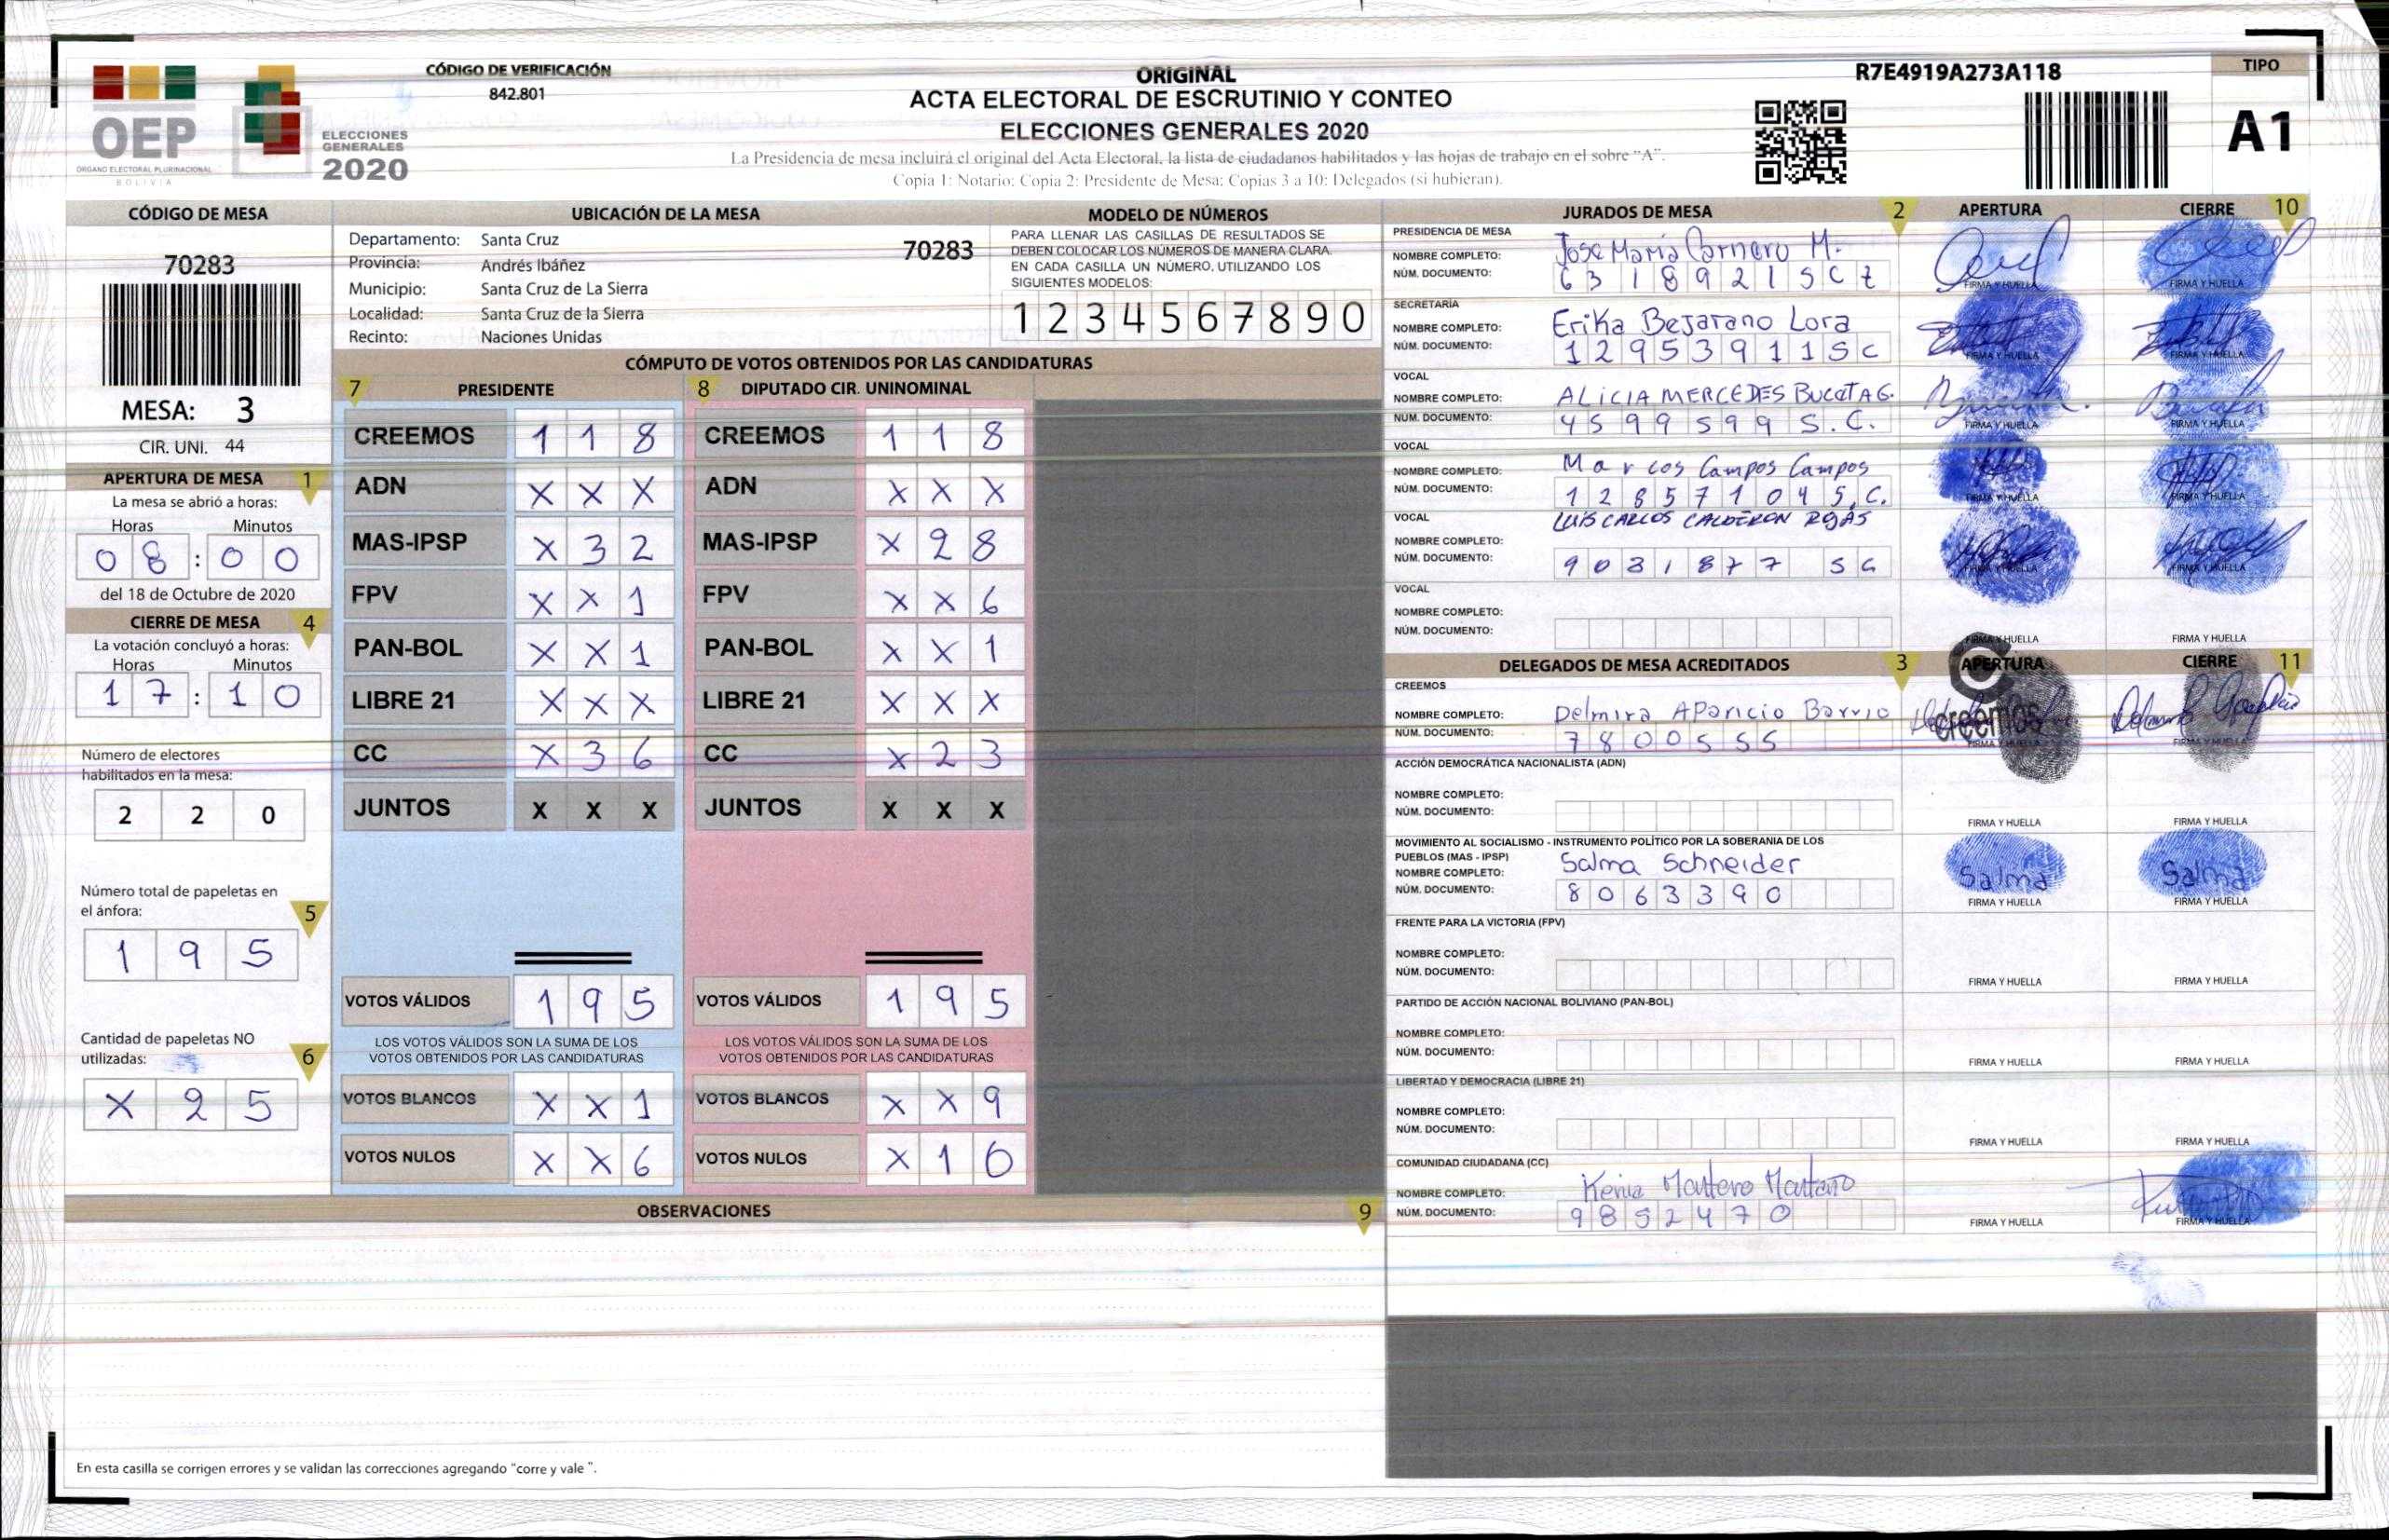 CÓDIGO DE VERIFICACIÓN
842.801
OEP
ÓRGANO ELECTORAL PLURINACIONAL
BOLIVIA
ELECCIONES
GENERALES
2020
ORIGINAL
ACTA ELECTORAL DE ESCRUTINIO Y CONTEO
ELECCIONES GENERALES 2020
La Presidencia de mesa incluirá el original del Acta Electoral, la lista de ciudadanos habilitados y las hojas de trabajo en el sobre "A".
Copia 1: Notario; Copia 2: Presidente de Mesa; Copias 3 a 10: Delegados (si hubieran).
R7E4919A273A118
TIPO
A1
CÓDIGO DE MESA
70283
MESA: 3
CIR. UNI. 44
APERTURA DE MESA 1
La mesa se abrió a horas:
Horas Minutos
08:00
del 18 de Octubre de 2020
CIERRE DE MESA 4
La votación concluyó a horas:
Horas Minutos
17:10
Número de electores
habilitados en la mesa:
2 2 0
Número total de papeletas en
el ánfora: 5
1 9 5
Cantidad de papeletas NO
utilizadas: 6
X 2 5
UBICACIÓN DE LA MESA
Departamento: Santa Cruz 70283
Provincia: Andrés Ibáñez
Municipio: Santa Cruz de La Sierra
Localidad: Santa Cruz de la Sierra
Recinto: Naciones Unidas
MODELO DE NÚMEROS
PARA LLENAR LAS CASILLAS DE RESULTADOS SE
DEBEN COLOCAR LOS NÚMEROS DE MANERA CLARA.
EN CADA CASILLA UN NÚMERO, UTILIZANDO LOS
SIGUIENTES MODELOS:
1 2 3 4 5 6 7 8 9 0
CÓMPUTO DE VOTOS OBTENIDOS POR LAS CANDIDATURAS
7 PRESIDENTE 8 DIPUTADO CIR. UNINOMINAL
CREEMOS 1 1 8 CREEMOS 1 1 8
ADN X X X ADN X X X
MAS-IPSP X 3 2 MAS-IPSP X 2 8
FPV X X 1 FPV X X 6
PAN-BOL X X 1 PAN-BOL X X 1
LIBRE 21 X X X LIBRE 21 X X X
CC X 3 6 CC X 2 3
JUNTOS X X X JUNTOS X X X
VOTOS VÁLIDOS 1 9 5 VOTOS VÁLIDOS 1 9 5
LOS VOTOS VÁLIDOS SON LA SUMA DE LOS LOS VOTOS VÁLIDOS SON LA SUMA DE LOS
VOTOS OBTENIDOS POR LAS CANDIDATURAS VOTOS OBTENIDOS POR LAS CANDIDATURAS
VOTOS BLANCOS X X 1 VOTOS BLANCOS X X 9
VOTOS NULOS X X 6 VOTOS NULOS X 1 0
OBSERVACIONES 9
En esta casilla se corrigen errores y se validan las correcciones agregando "corre y vale ".
JURADOS DE MESA 2 APERTURA CIERRE 10
PRESIDENCIA DE MESA
NOMBRE COMPLETO: Jose Maria M.
NÚM. DOCUMENTO: 6318921SCZ
FIRMA Y HUELLA FIRMA Y HUELLA
SECRETARÍA
NOMBRE COMPLETO: Erika Bejarano Lora
NÚM. DOCUMENTO: 12953911SC
FIRMA Y HUELLA FIRMA Y HUELLA
VOCAL
NOMBRE COMPLETO: ALICIA MERCEDES
NÚM. DOCUMENTO: 4599599 S.C.
FIRMA Y HUELLA FIRMA Y HUELLA
VOCAL
NOMBRE COMPLETO: Marcos Campos Campos
NÚM. DOCUMENTO: 12857104S.C.
FIRMA Y HUELLA FIRMA Y HUELLA
VOCAL LUIS CARLOS CALDERON ROJAS
NOMBRE COMPLETO:
NÚM. DOCUMENTO: 9031877 SC
FIRMA Y HUELLA FIRMA Y HUELLA
VOCAL
NOMBRE COMPLETO:
NÚM. DOCUMENTO:
FIRMA Y HUELLA FIRMA Y HUELLA
DELEGADOS DE MESA ACREDITADOS 3 APERTURA CIERRE 11
CREEMOS
NOMBRE COMPLETO: Delmira Aparicio Barrio
creemos
NÚM. DOCUMENTO: 7800555
FIRMA Y HUELLA FIRMA Y HUELLA
ACCIÓN DEMOCRÁTICA NACIONALISTA (ADN)
NOMBRE COMPLETO:
NÚM. DOCUMENTO:
FIRMA Y HUELLA FIRMA Y HUELLA
MOVIMIENTO AL SOCIALISMO - INSTRUMENTO POLÍTICO POR LA SOBERANIA DE LOS
PUEBLOS (MAS - IPSP)
NOMBRE COMPLETO: Salma Schneider
NÚM. DOCUMENTO: 8063390
Salma Salma
FIRMA Y HUELLA FIRMA Y HUELLA
FRENTE PARA LA VICTORIA (FPV)
NOMBRE COMPLETO:
NÚM. DOCUMENTO:
FIRMA Y HUELLA FIRMA Y HUELLA
PARTIDO DE ACCIÓN NACIONAL BOLIVIANO (PAN-BOL)
NOMBRE COMPLETO:
NÚM. DOCUMENTO:
FIRMA Y HUELLA FIRMA Y HUELLA
LIBERTAD Y DEMOCRACIA (LIBRE 21)
NOMBRE COMPLETO:
NÚM. DOCUMENTO:
FIRMA Y HUELLA FIRMA Y HUELLA
COMUNIDAD CIUDADANA (CC)
NOMBRE COMPLETO: Kenia Montero
NÚM. DOCUMENTO: 9852470
FIRMA Y HUELLA FIRMA Y HUELLA